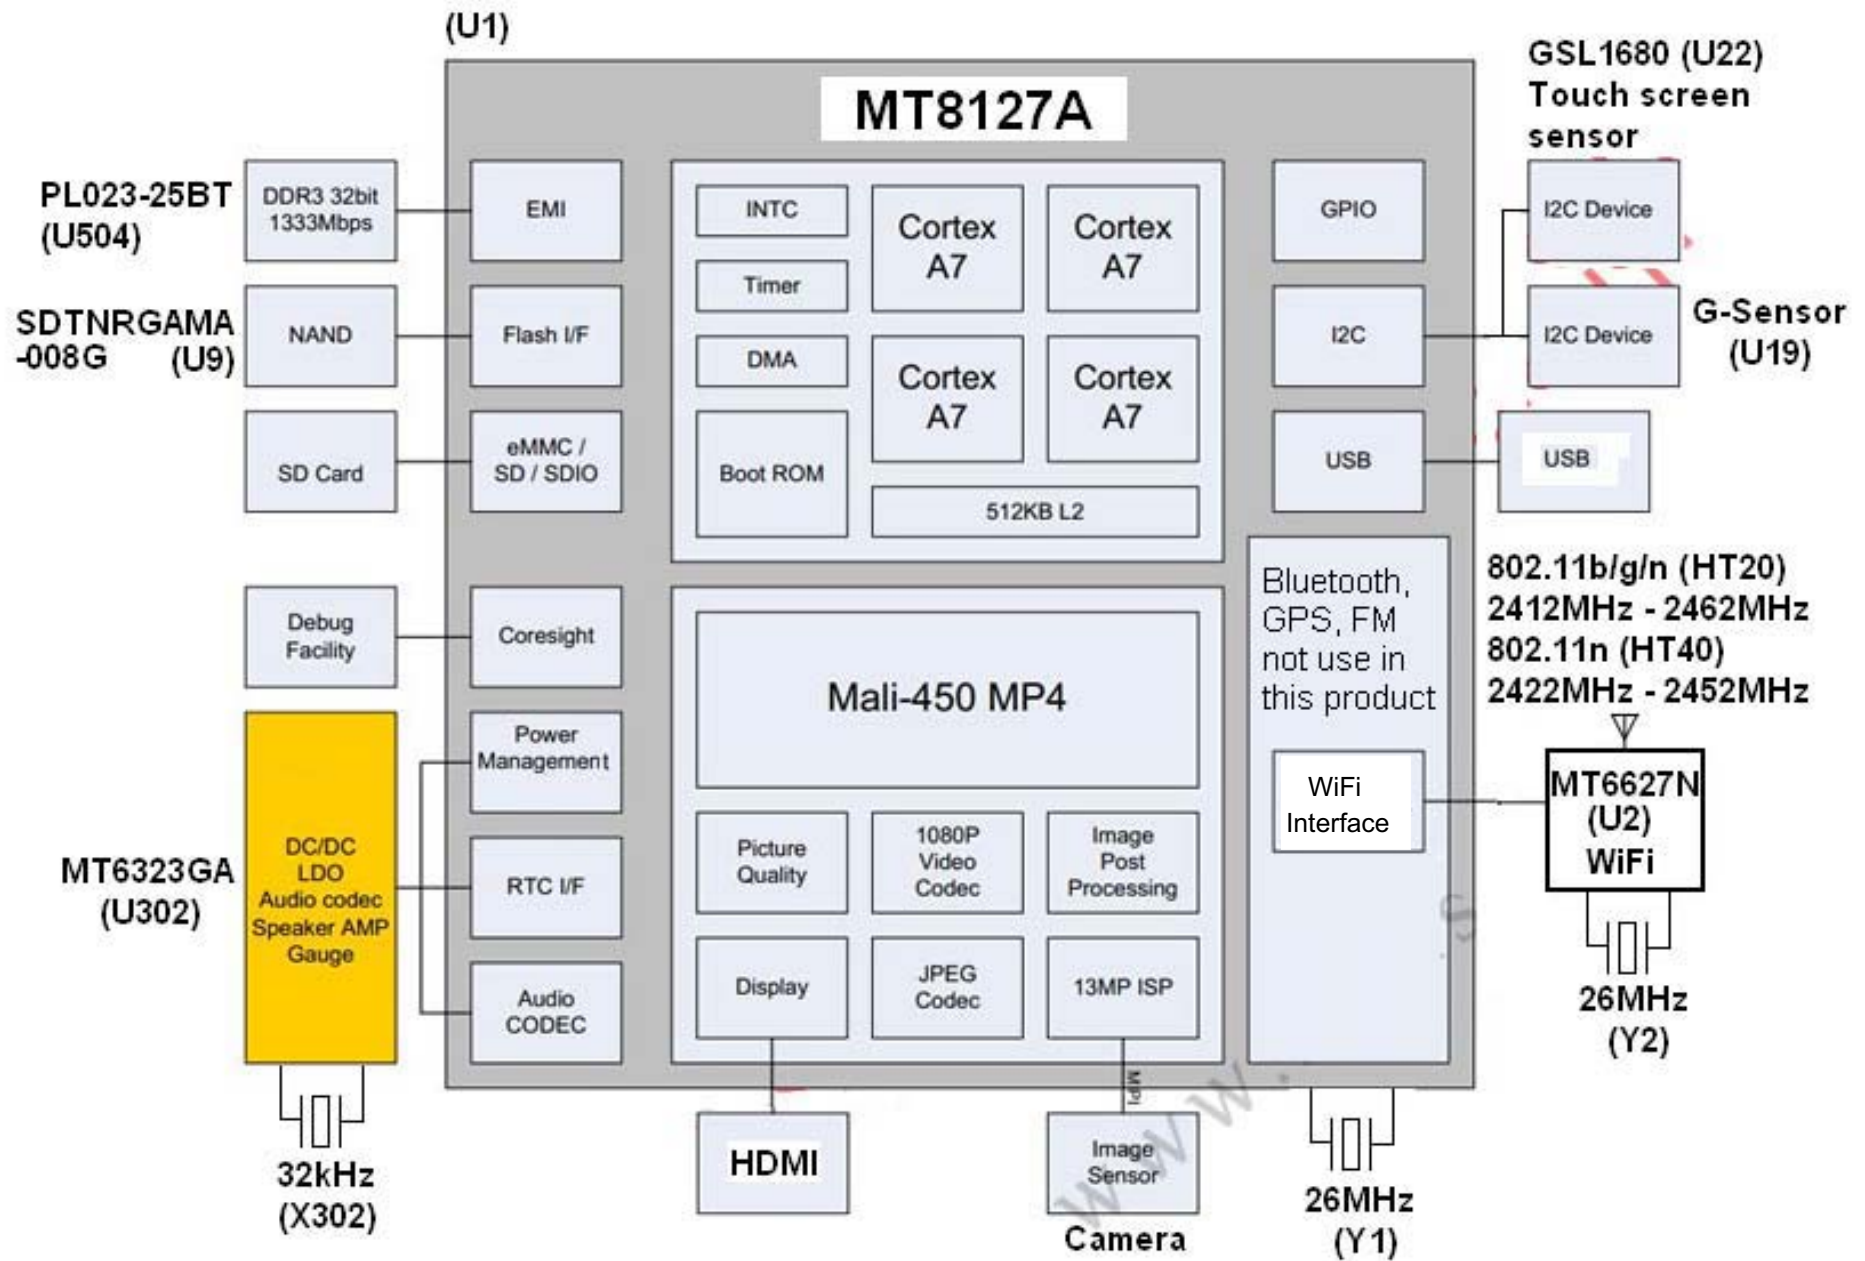 (U1)
MT8127A
GSL1680 (U22)
Touch screen
sensor
PL023-25BT
(U504)
DDR3 32bit
1333Mbps
EMI
INTC
Cortex
A7
Cortex
A7
GPIO
I2C Device
Timer
SDTNRGAMA
-008G (U9)
NAND
Flash I/F
DMA
Cortex
A7
Cortex
A7
I2C
I2C Device
G-Sensor
(U19)
SD Card
eMMC /
SD / SDIO
Boot ROM
512KB L2
USB
USB
Debug
Facility
Coresight
Mali-450 MP4
Bluetooth,
GPS, FM
not use in
this product
802.11b/g/n (HT20)
2412MHz - 2462MHz
802.11n (HT40)
2422MHz - 2452MHz
Power
Management
WiFi
Interface
MT6627N
(U2)
WiFi
MT6323GA
(U302)
DC/DC
LDO
Audio codec
Speaker AMP
Gauge
RTC I/F
Picture
Quality
1080P
Video
Codec
Image
Post
Processing
Audio
CODEC
Display
JPEG
Codec
13MP ISP
26MHz
(Y2)
MIPI
32kHz
(X302)
HDMI
Image
Sensor
Camera
26MHz
(Y1)
www.
s